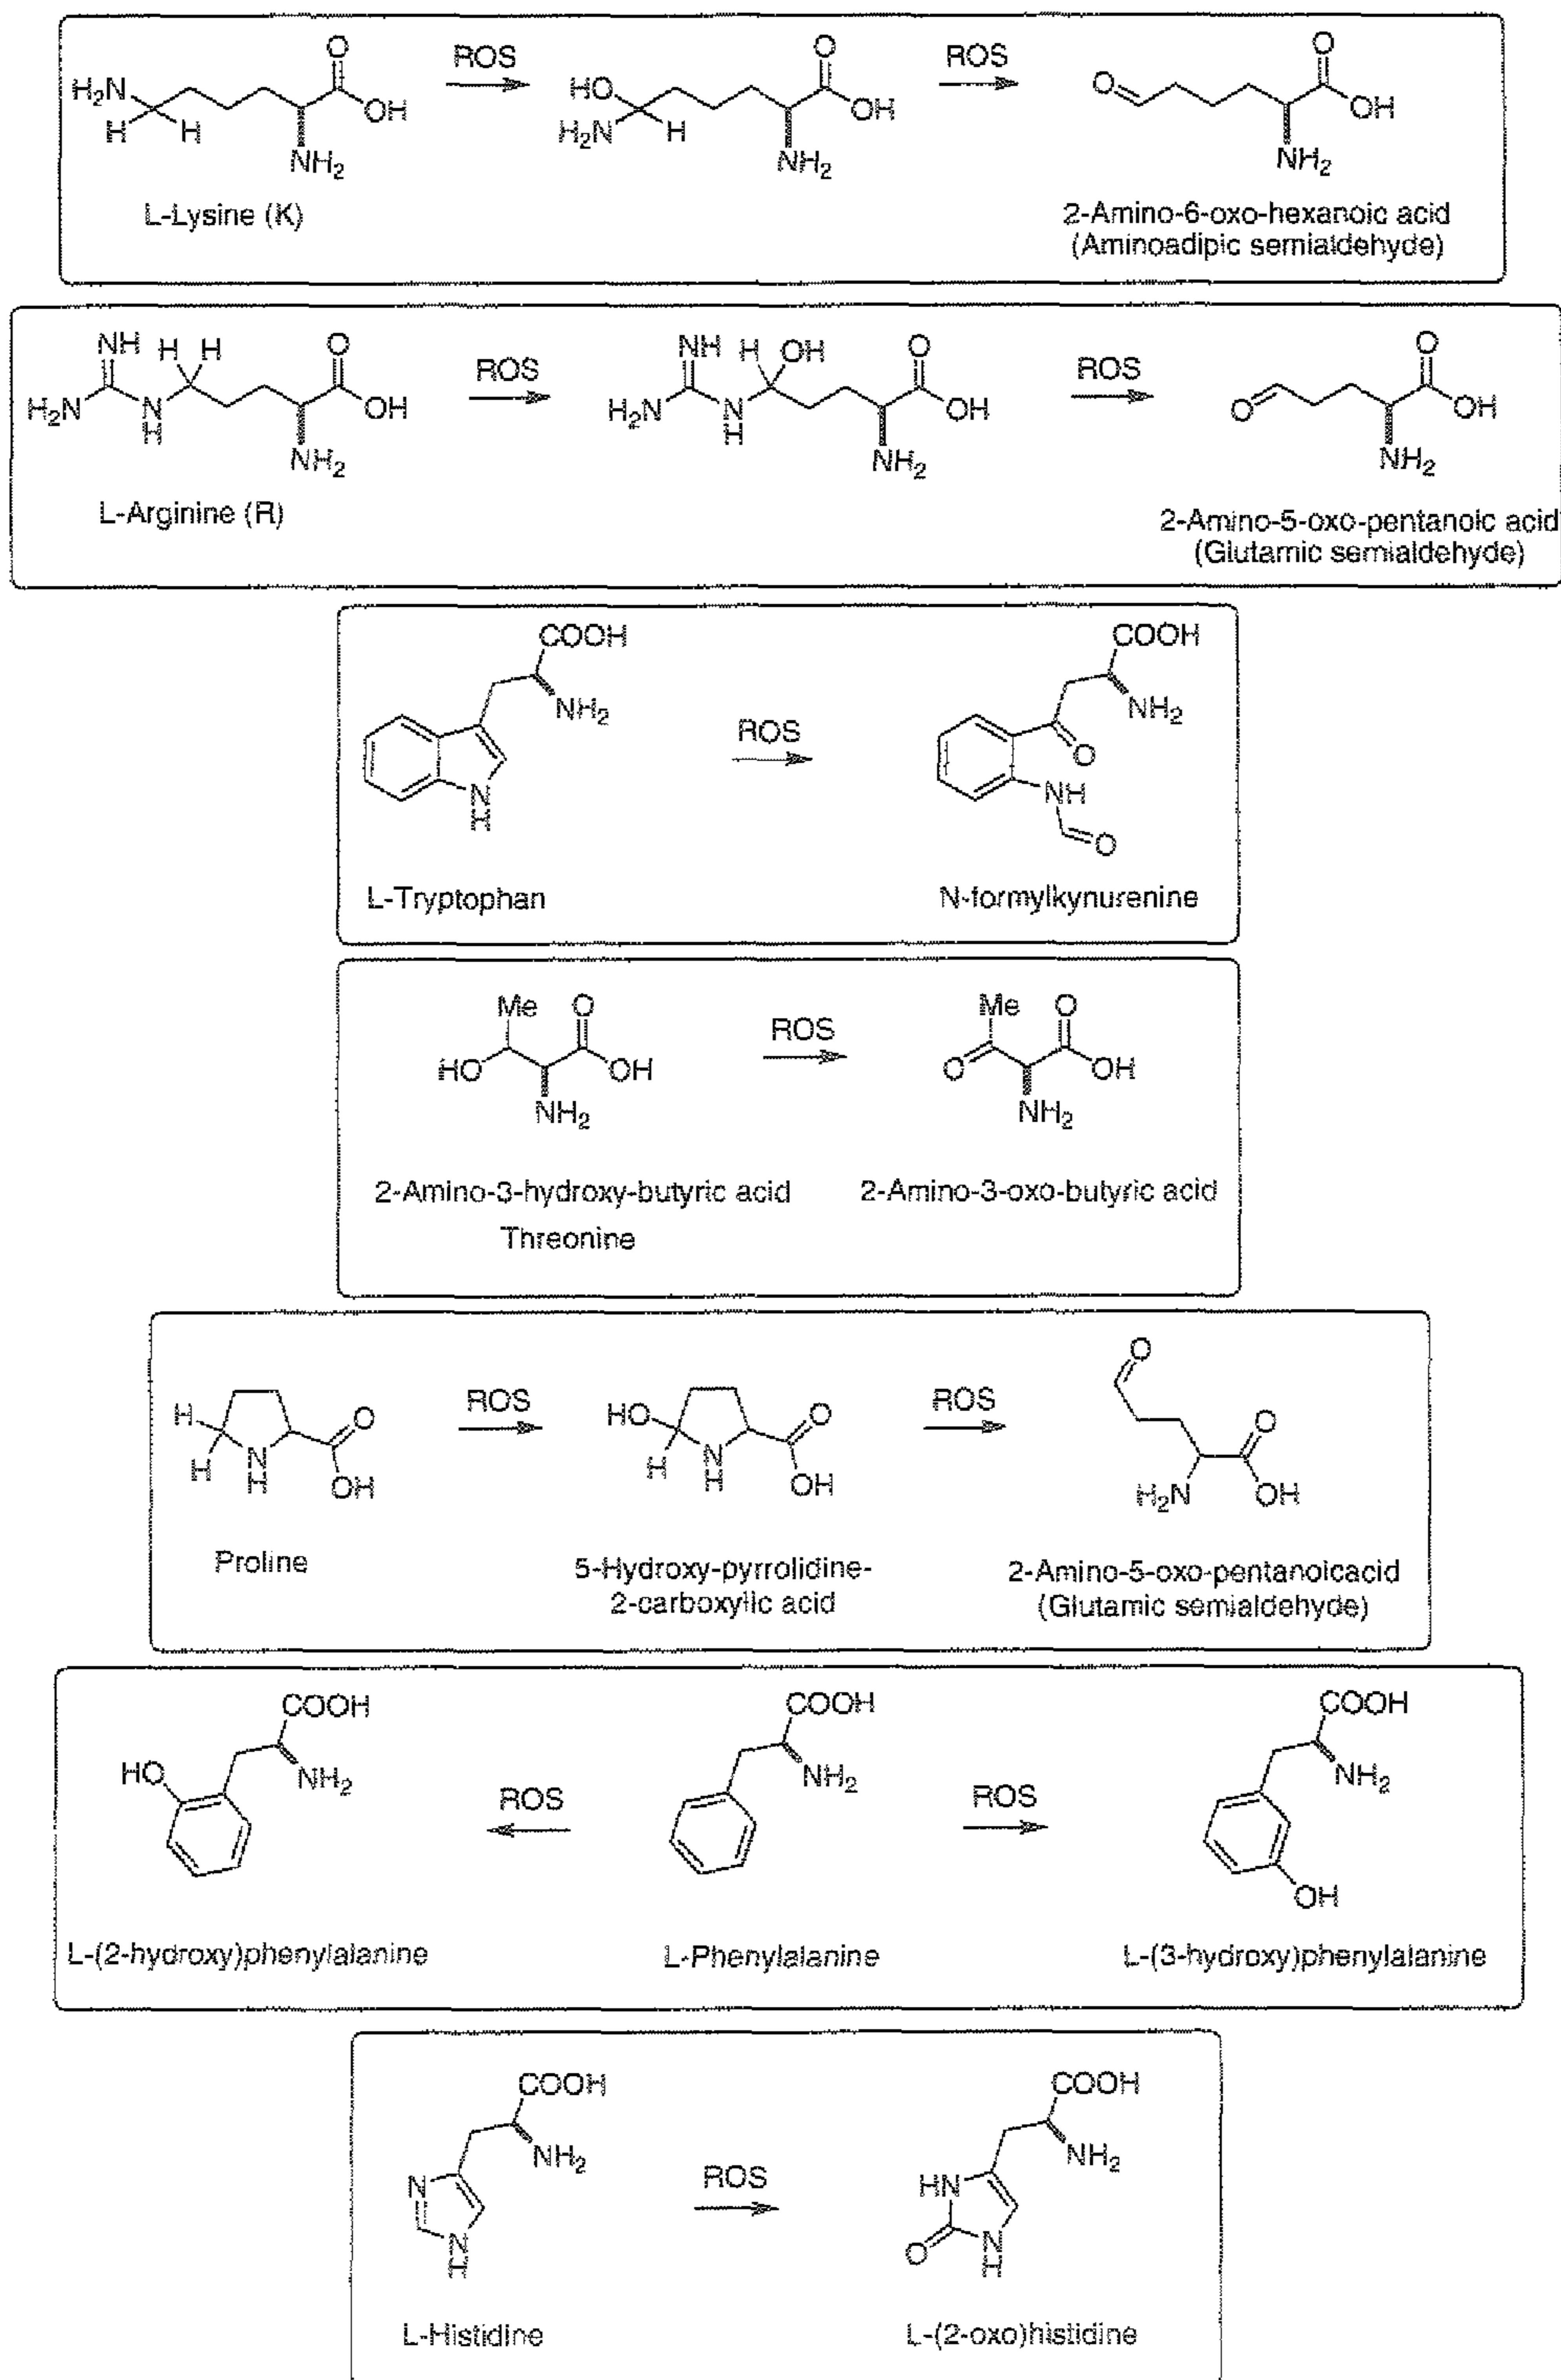 ROS ROS
H₂N H H O OH NH₂ HO H₂N H O OH NH₂ O O OH NH₂
L-Lysine (K) 2-Amino-6-oxo-hexanoic acid
(Aminoadipic semialdehyde)
NH H H O NH H OH O O
ROS ROS
H₂N N H OH NH₂ H₂N N H OH NH₂ O OH NH₂
L-Arginine (R) 2-Amino-5-oxo-pentanoic acid
(Glutamic semialdehyde)
COOH COOH
NH₂ NH₂
ROS O
N H NH
O
L-Tryptophan N-formylkynurenine
Me O Me O
ROS
HO OH O OH
NH₂ NH₂
2-Amino-3-hydroxy-butyric acid 2-Amino-3-oxo-butyric acid
Threonine
O
ROS ROS
H O HO O O
H N H OH H N H OH H₂N OH
Proline 5-Hydroxy-pyrrolidine- 2-Amino-5-oxo-pentanoicacid
2-carboxylic acid (Glutamic semialdehyde)
COOH COOH COOH
HO NH₂ NH₂ NH₂
ROS ROS
OH
L-(2-hydroxy)phenylalanine L-Phenylalanine L-(3-hydroxy)phenylalanine
COOH COOH
NH₂ NH₂
N ROS HN
N H O N H
L-Histidine L-(2-oxo)histidine